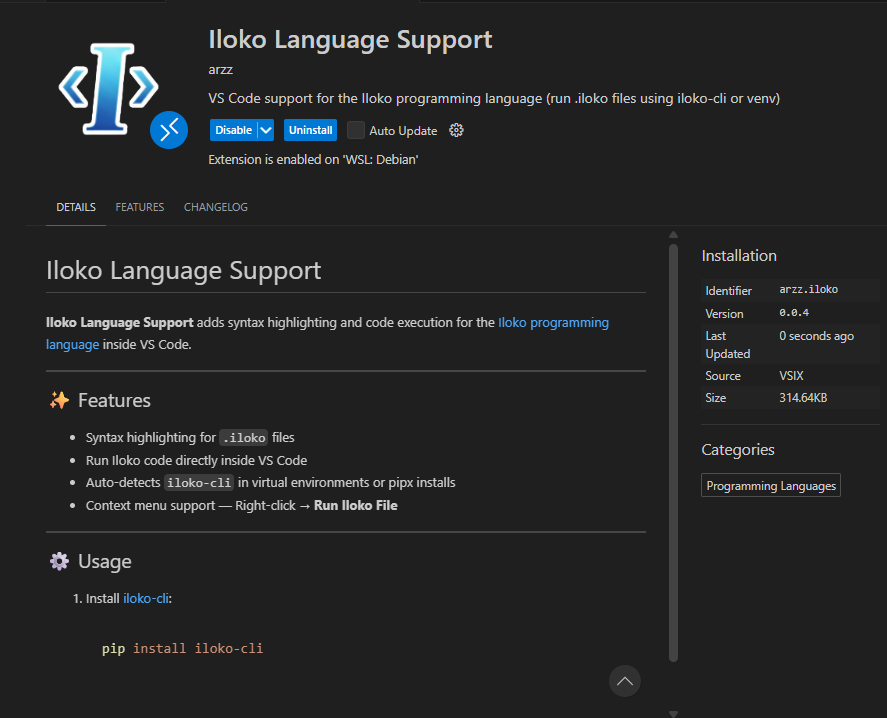 Iloko Language Support
arzz
VS Code support for the Iloko programming language (run .iloko files using iloko-cli or venv)
Disable
Uninstall
Auto Update
Extension is enabled on 'WSL: Debian'
DETAILS
FEATURES
CHANGELOG
Iloko Language Support
Iloko Language Support adds syntax highlighting and code execution for the Iloko programming
language inside VS Code.
✨ Features
• Syntax highlighting for .iloko files
• Run Iloko code directly inside VS Code
• Auto-detects iloko-cli in virtual environments or pipx installs
• Context menu support — Right-click → Run Iloko File
⚙️ Usage
1. Install iloko-cli:
pip install iloko-cli
Installation
Identifier arzz.iloko
Version 0.0.4
Last 0 seconds ago
Updated
Source VSIX
Size 314.64KB
Categories
Programming Languages